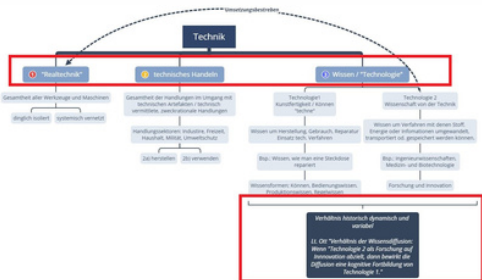 Umsetzungsbestreben
Technik
"Realtechnik"
technisches Handeln
Wissen / "Technologie"
Gesamtheit aller Werkzeuge und Maschinen
dinglich isoliert
systemisch vernetzt
Gesamtheit der Handlungen im Umgang mit
technischen Artefakten / technisch
vermittelte, zweckrationale Handlungen
Handlungssektoren: Industrie, Freizeit,
Haushalt, Militär, Umweltschutz
2a) herstellen
2b) verwenden
Technologie1
Kunstfertigkeit / Können
"techne"
Wissen um Herstellung, Gebrauch, Reparatur
Einsatz tech. Verfahren
Bsp.: Wissen: wie man eine Steckdose
repariert
Wissensformen: Können, Bedienungswissen,
Produktionswissen, Regelwissen
Technologie 2
Wissenschaft von der Technik
Wissen um Verfahren mit denen Stoff,
Energie oder Infomationen umgewandelt,
transportiert od. gespeichert werden können.
Bsp.: Ingenieurwissenschaften,
Medizin- und Biotechnologie
Forschung und Innovation
Verhältnis historisch dynamisch und
variabel
Lt. Ott "Verhältnis der Wissensdiffusion:
Wenn "Technologie 2 als Forschung auf
Innovation abzielt, dann bewirkt die
Diffusion eine kognitive Fortbildung von
Technologie 1."